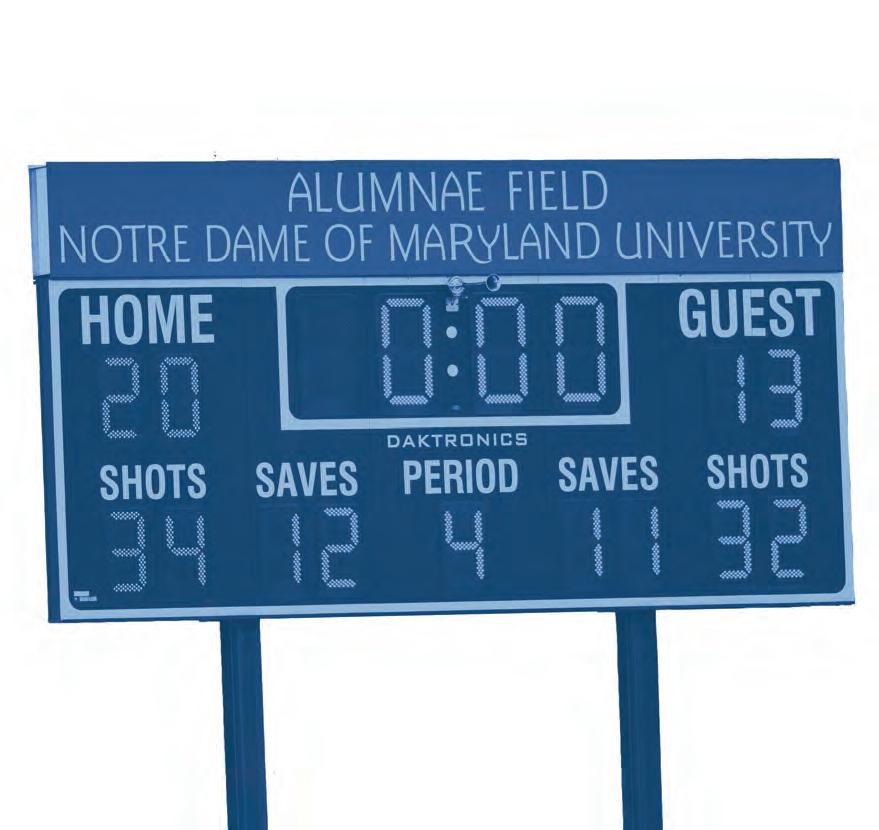 ALUMNAE FIELD
NOTRE DAME OF MARYLAND UNIVERSITY
HOME 0:00 GUEST
20 13
DAKTRONICS
SHOTS SAVES PERIOD SAVES SHOTS
34 12 4 11 32